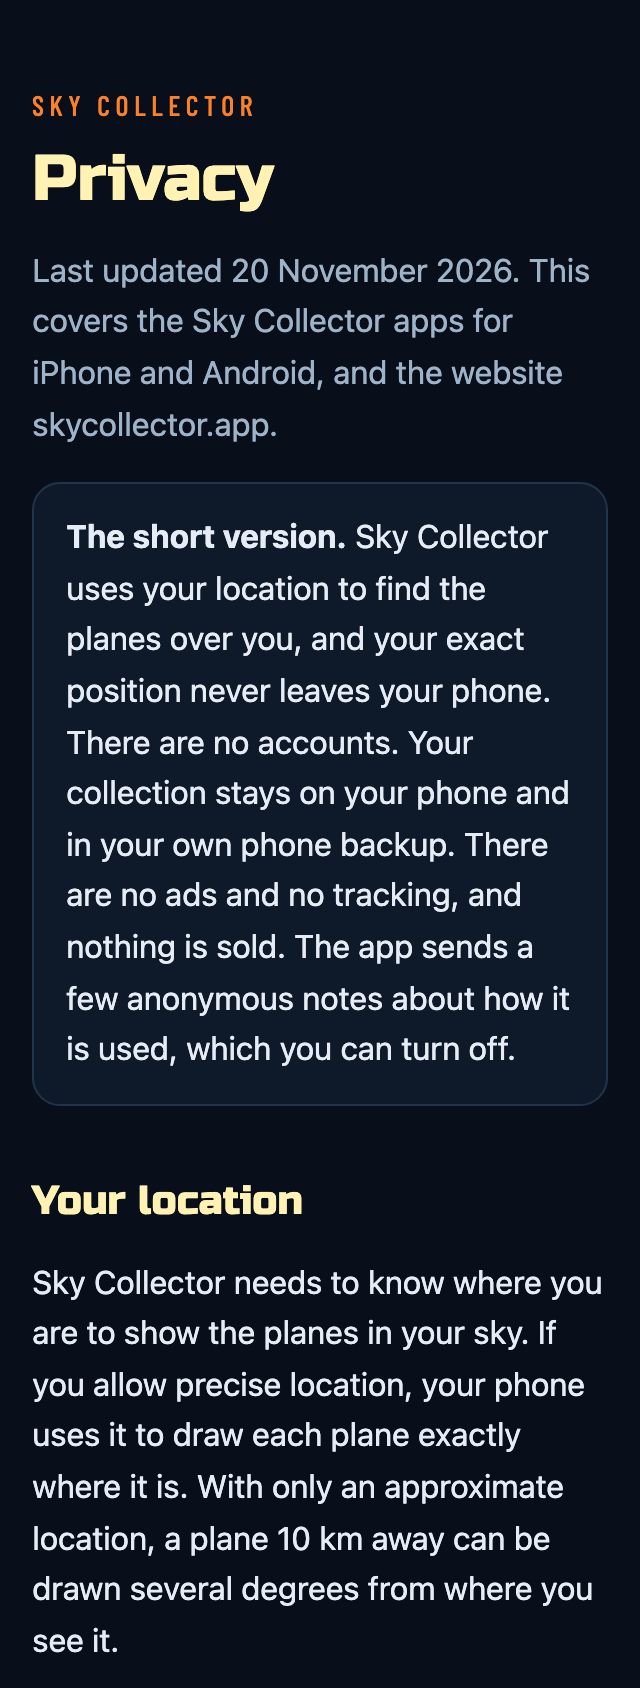 SKY COLLECTOR
Privacy
Last updated 20 November 2026. This
covers the Sky Collector apps for
iPhone and Android, and the website
skycollector.app.
The short version. Sky Collector
uses your location to find the
planes over you, and your exact
position never leaves your phone.
There are no accounts. Your
collection stays on your phone and
in your own phone backup. There
are no ads and no tracking, and
nothing is sold. The app sends a
few anonymous notes about how it
is used, which you can turn off.
Your location
Sky Collector needs to know where you
are to show the planes in your sky. If
you allow precise location, your phone
uses it to draw each plane exactly
where it is. With only an approximate
location, a plane 10 km away can be
drawn several degrees from where you
see it.